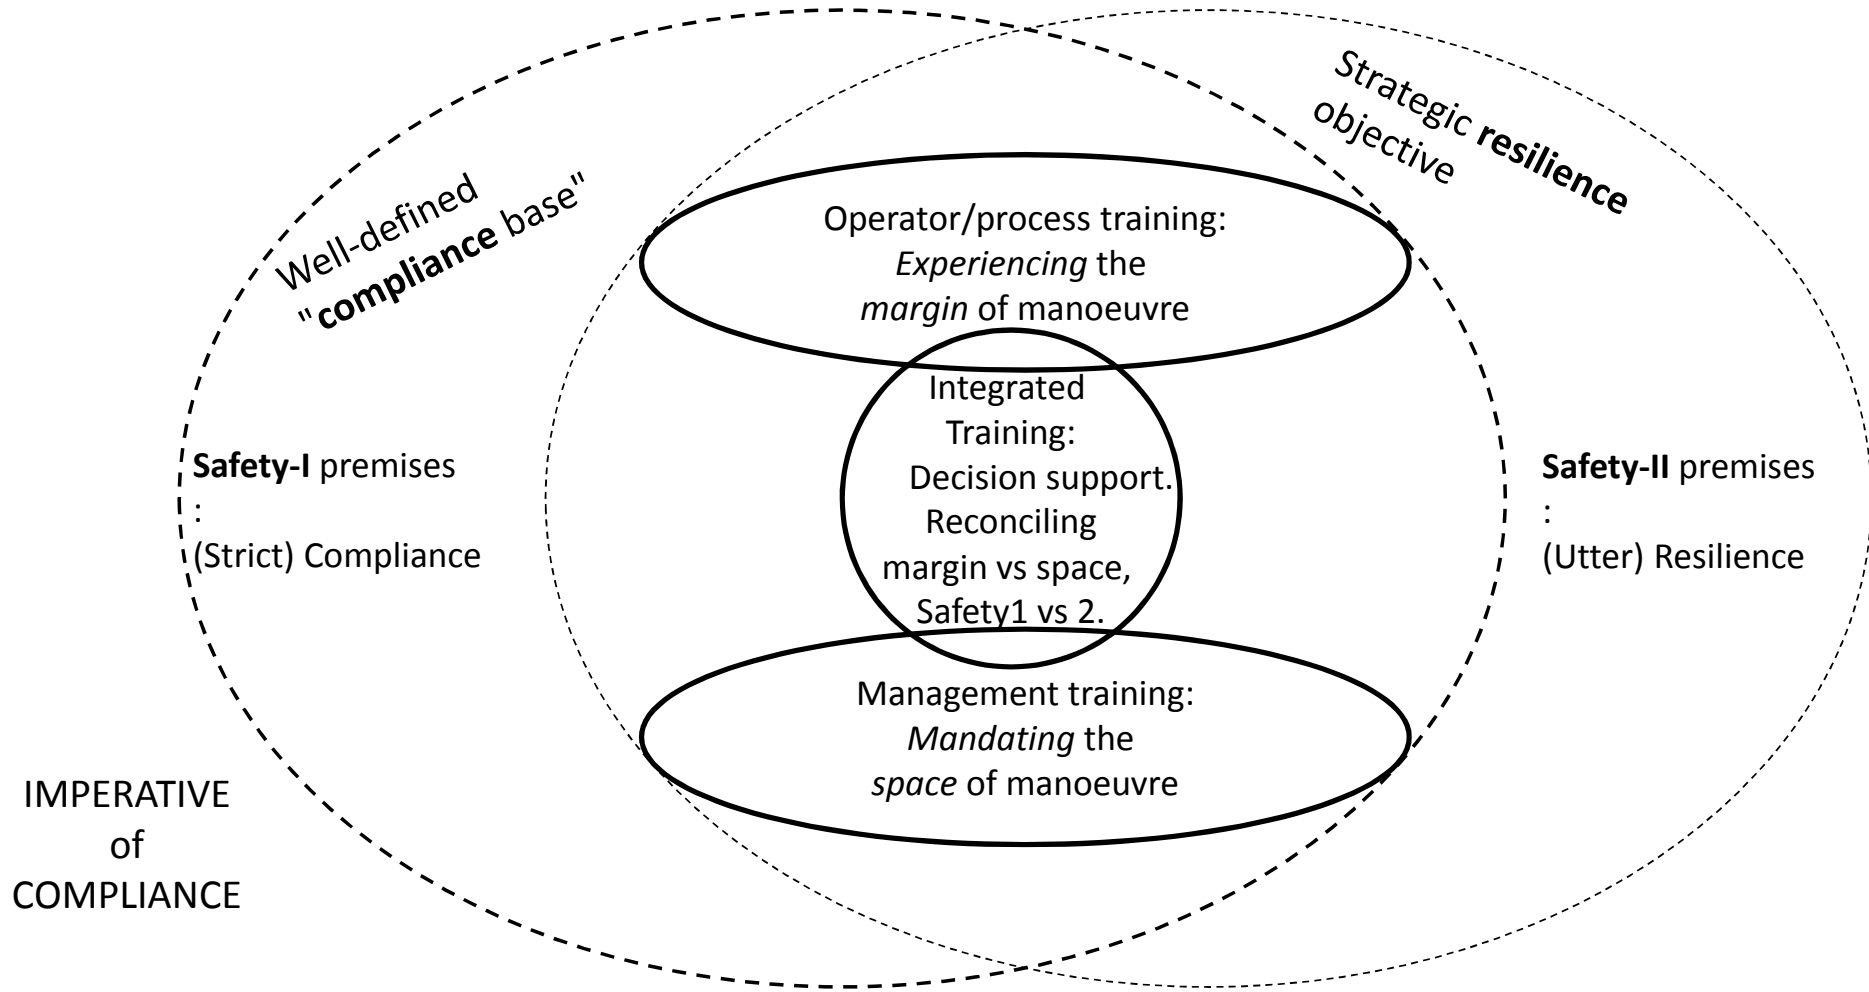 Well-defined
"compliance base"
Strategic resilience
objective
Operator/process training:
Experiencing the
margin of manoeuvre
Integrated
Training:
Decision support.
Reconciling
margin vs space,
Safety1 vs 2.
Safety-I premises
:
(Strict) Compliance
Safety-II premises
:
(Utter) Resilience
Management training:
Mandating the
space of manoeuvre
IMPERATIVE
of
COMPLIANCE